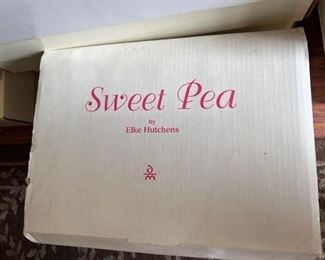 Sweet Pea
by
Elke Hutchens